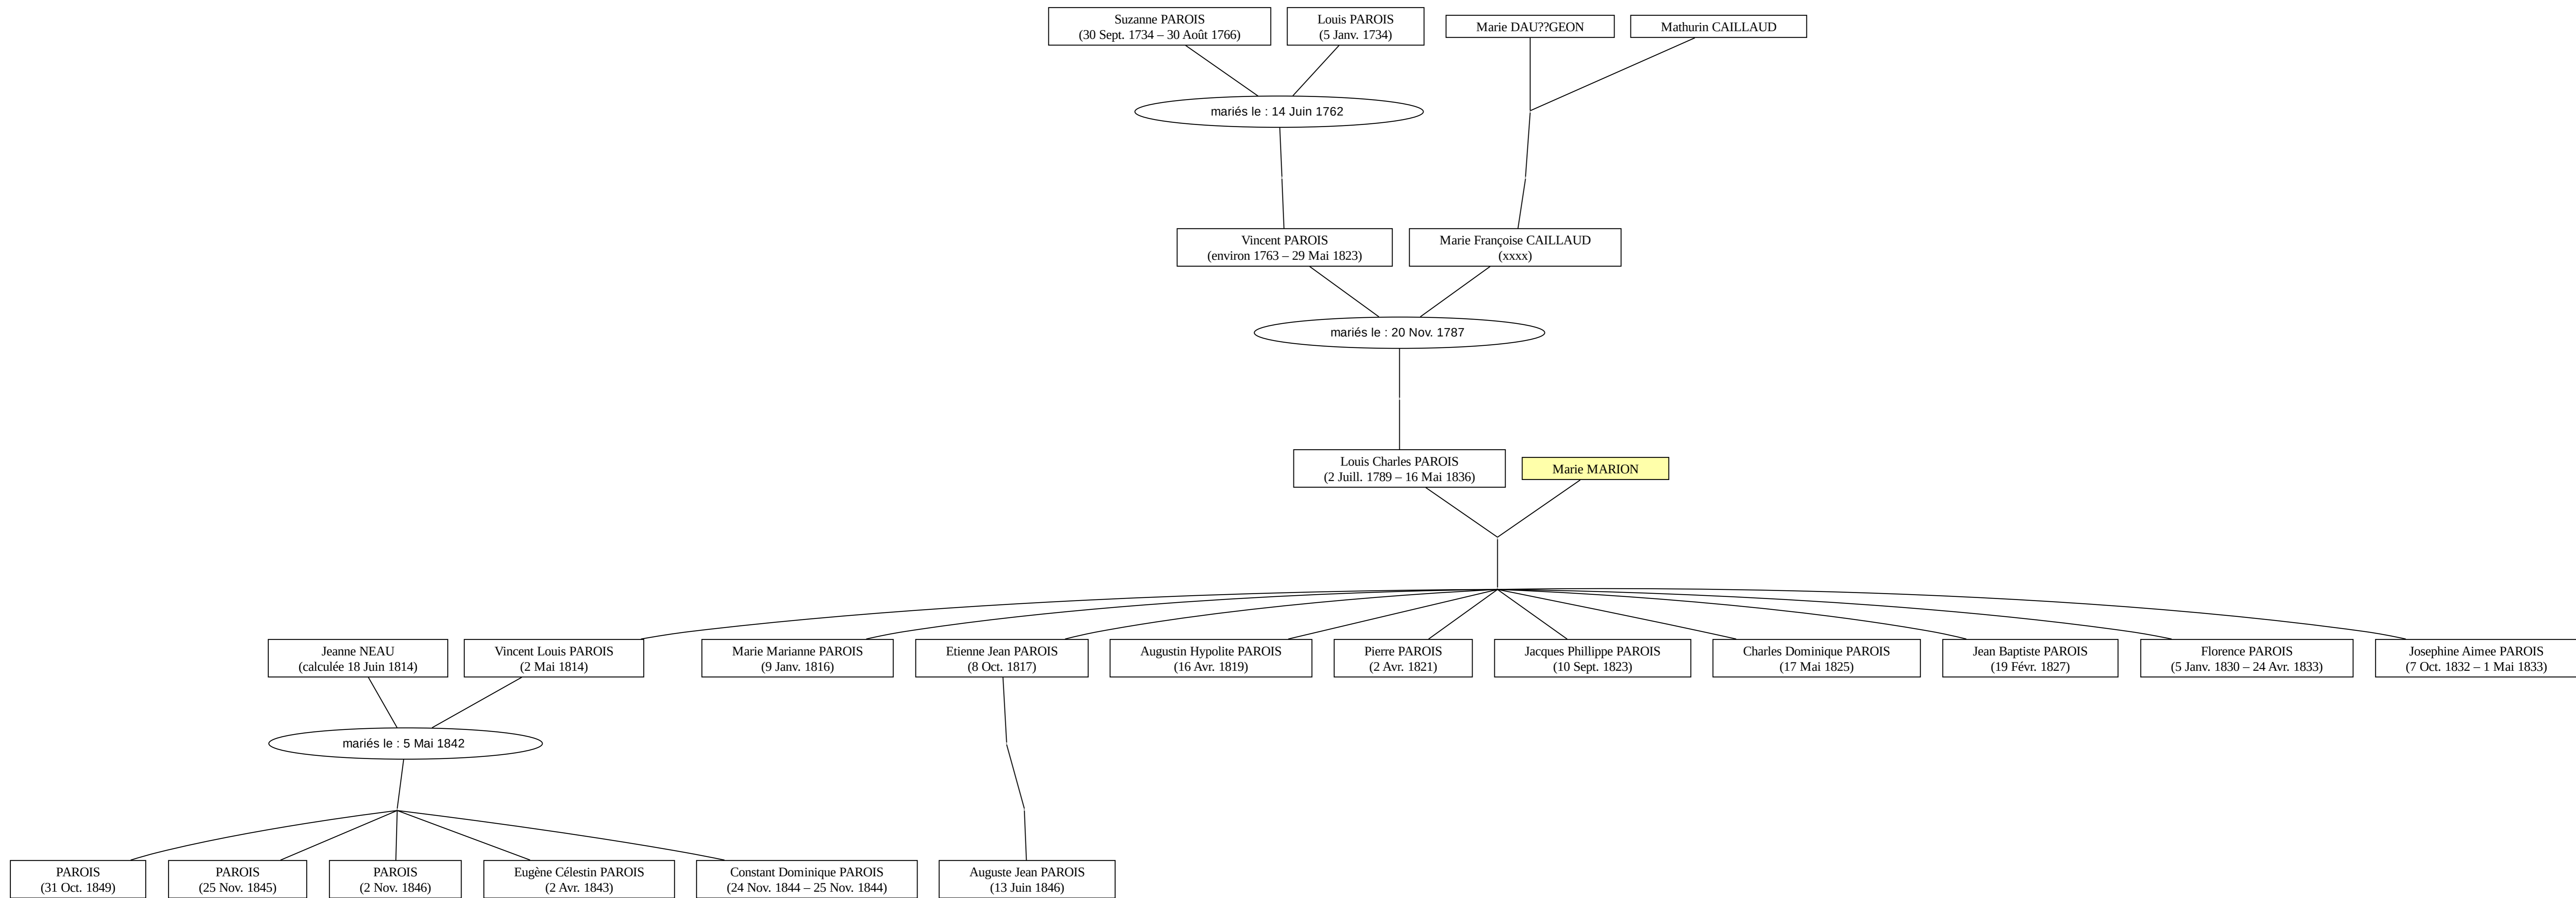 Suzanne PAROIS
(30 Sept. 1734 – 30 Août 1766)
Louis PAROIS
(5 Janv. 1734)
Marie DAU??GEON
Mathurin CAILLAUD
mariés le : 14 Juin 1762
Vincent PAROIS
(environ 1763 – 29 Mai 1823)
Marie Françoise CAILLAUD
(xxxx)
mariés le : 20 Nov. 1787
Louis Charles PAROIS
(2 Juill. 1789 – 16 Mai 1836)
Marie MARION
Jeanne NEAU
(calculée 18 Juin 1814)
Vincent Louis PAROIS
(2 Mai 1814)
Marie Marianne PAROIS
(9 Janv. 1816)
Etienne Jean PAROIS
(8 Oct. 1817)
Augustin Hypolite PAROIS
(16 Avr. 1819)
Pierre PAROIS
(2 Avr. 1821)
Jacques Phillippe PAROIS
(10 Sept. 1823)
Charles Dominique PAROIS
(17 Mai 1825)
Jean Baptiste PAROIS
(19 Févr. 1827)
Florence PAROIS
(5 Janv. 1830 – 24 Avr. 1833)
Josephine Aimee PAROIS
(7 Oct. 1832 – 1 Mai 1833)
mariés le : 5 Mai 1842
PAROIS
(31 Oct. 1849)
PAROIS
(25 Nov. 1845)
PAROIS
(2 Nov. 1846)
Eugène Célestin PAROIS
(2 Avr. 1843)
Constant Dominique PAROIS
(24 Nov. 1844 – 25 Nov. 1844)
Auguste Jean PAROIS
(13 Juin 1846)